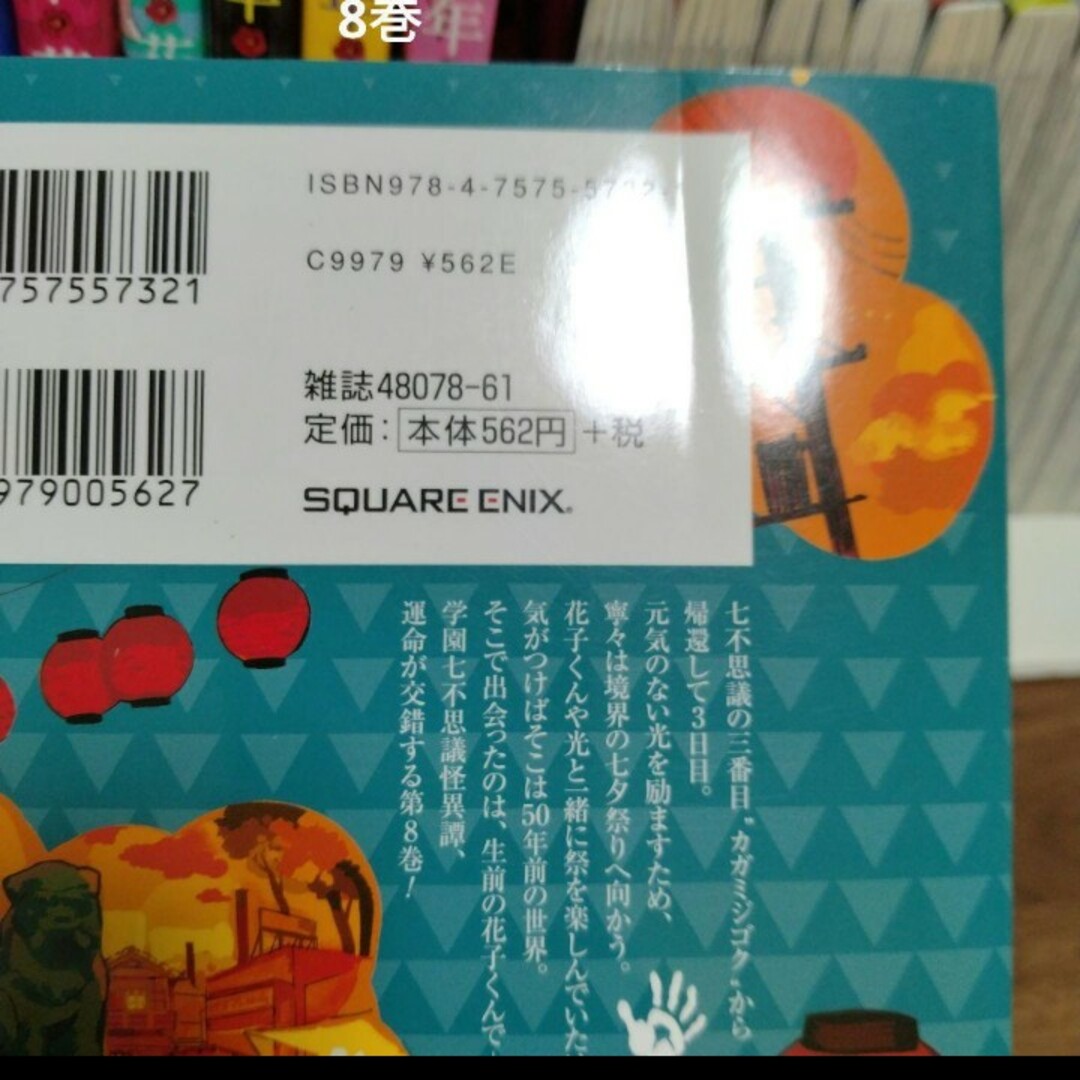 8巻
年
ISBN978-4-7575-5732-
C9979 ¥562E
757557321
雑誌48078-61
定価：本体562円＋税
979005627
SQUARE ENIX.
七不思議の三番目"カガミジゴク"から
帰還して3日目。
元気のない光を励ますため、
寧々は境界の七夕祭りへ向かう。
花子くんや光と一緒に祭を楽しんでいた
気がつけばそこは50年前の世界。
そこで出会ったのは、生前の花子くんで
学園七不思議怪異譚、
運命が交錯する第8巻！